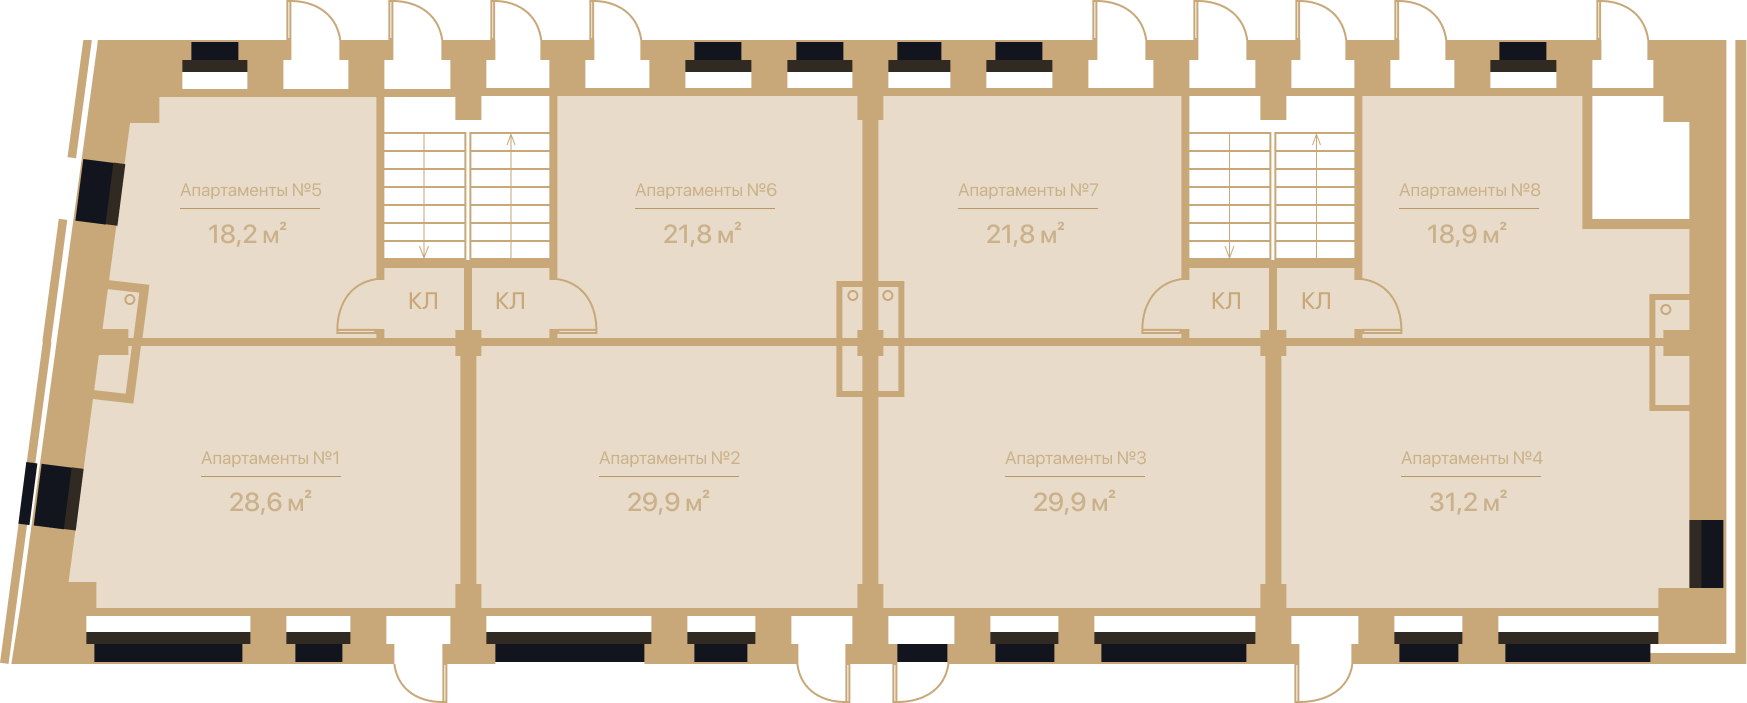 Апартаменты №5
18,2 м²
Апартаменты №6
21,8 м²
Апартаменты №7
21,8 м²
Апартаменты №8
18,9 м²
КЛ
КЛ
КЛ
КЛ
Апартаменты №1
28,6 м²
Апартаменты №2
29,9 м²
Апартаменты №3
29,9 м²
Апартаменты №4
31,2 м²